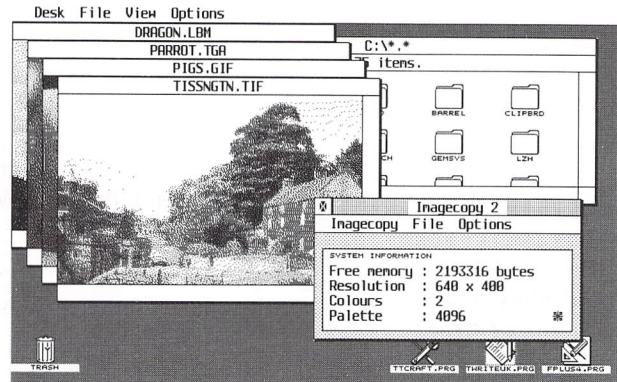 Desk File View Options
DRAGON.LBM
PARROT.TGA
PIGS.GIF
TISSNGTN.TIF
C:\*.*
items.
BARREL
CLIPBRD
GEMSYS
LZH
Imagecopy 2
Imagecopy File Options
SYSTEM INFORMATION
Free memory : 2193316 bytes
Resolution : 640 x 400
Colours : 2
Palette : 4096
TRASH
TTCRAFT.PRG
TWRITEUK.PRG
FPLUS4.PRG